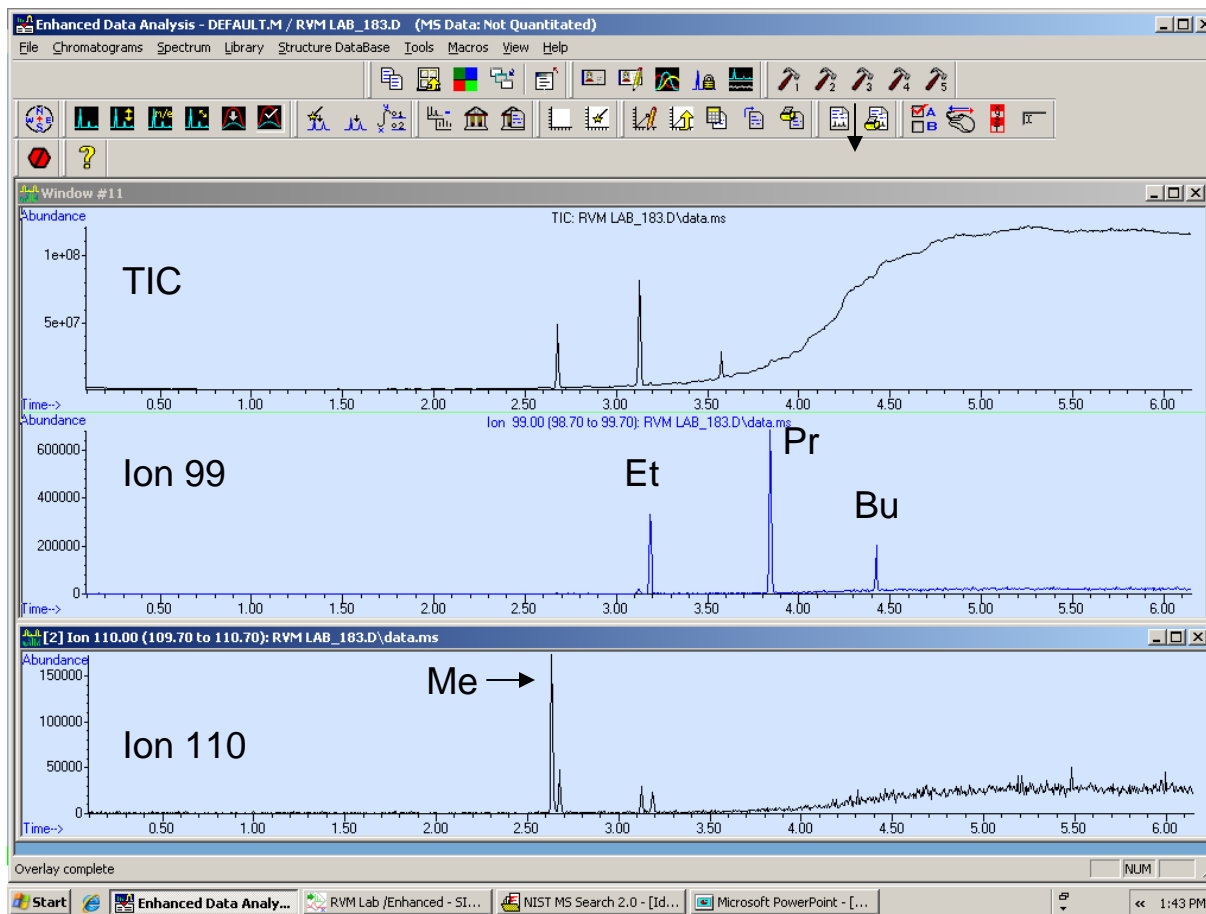 Enhanced Data Analysis - DEFAULT.M / RVM LAB_183.D (MS Data: Not Quantitated)
File Chromatograms Spectrum Library Structure DataBase Tools Macros View Help
Window #11
Abundance
TIC: RVM LAB_183.D\data.ms
TIC
1e+08
5e+07
Time-->
0.50 1.00 1.50 2.00 2.50 3.00 3.50 4.00 4.50 5.00 5.50 6.00
Abundance
Ion 99.00 (98.70 to 99.70): RVM LAB_183.D\data.ms
Ion 99
Et
Pr
Bu
600000
400000
200000
0
Time-->
0.50 1.00 1.50 2.00 2.50 3.00 3.50 4.00 4.50 5.00 5.50 6.00
[2] Ion 110.00 (109.70 to 110.70): RVM LAB_183.D\data.ms
Abundance
Me
Ion 110
150000
100000
50000
0
Time-->
0.50 1.00 1.50 2.00 2.50 3.00 3.50 4.00 4.50 5.00 5.50 6.00
Overlay complete
NUM
Start Enhanced Data Analy... RVM Lab /Enhanced - SI... NIST MS Search 2.0 - [Id... Microsoft PowerPoint - [... « 1:43 PM